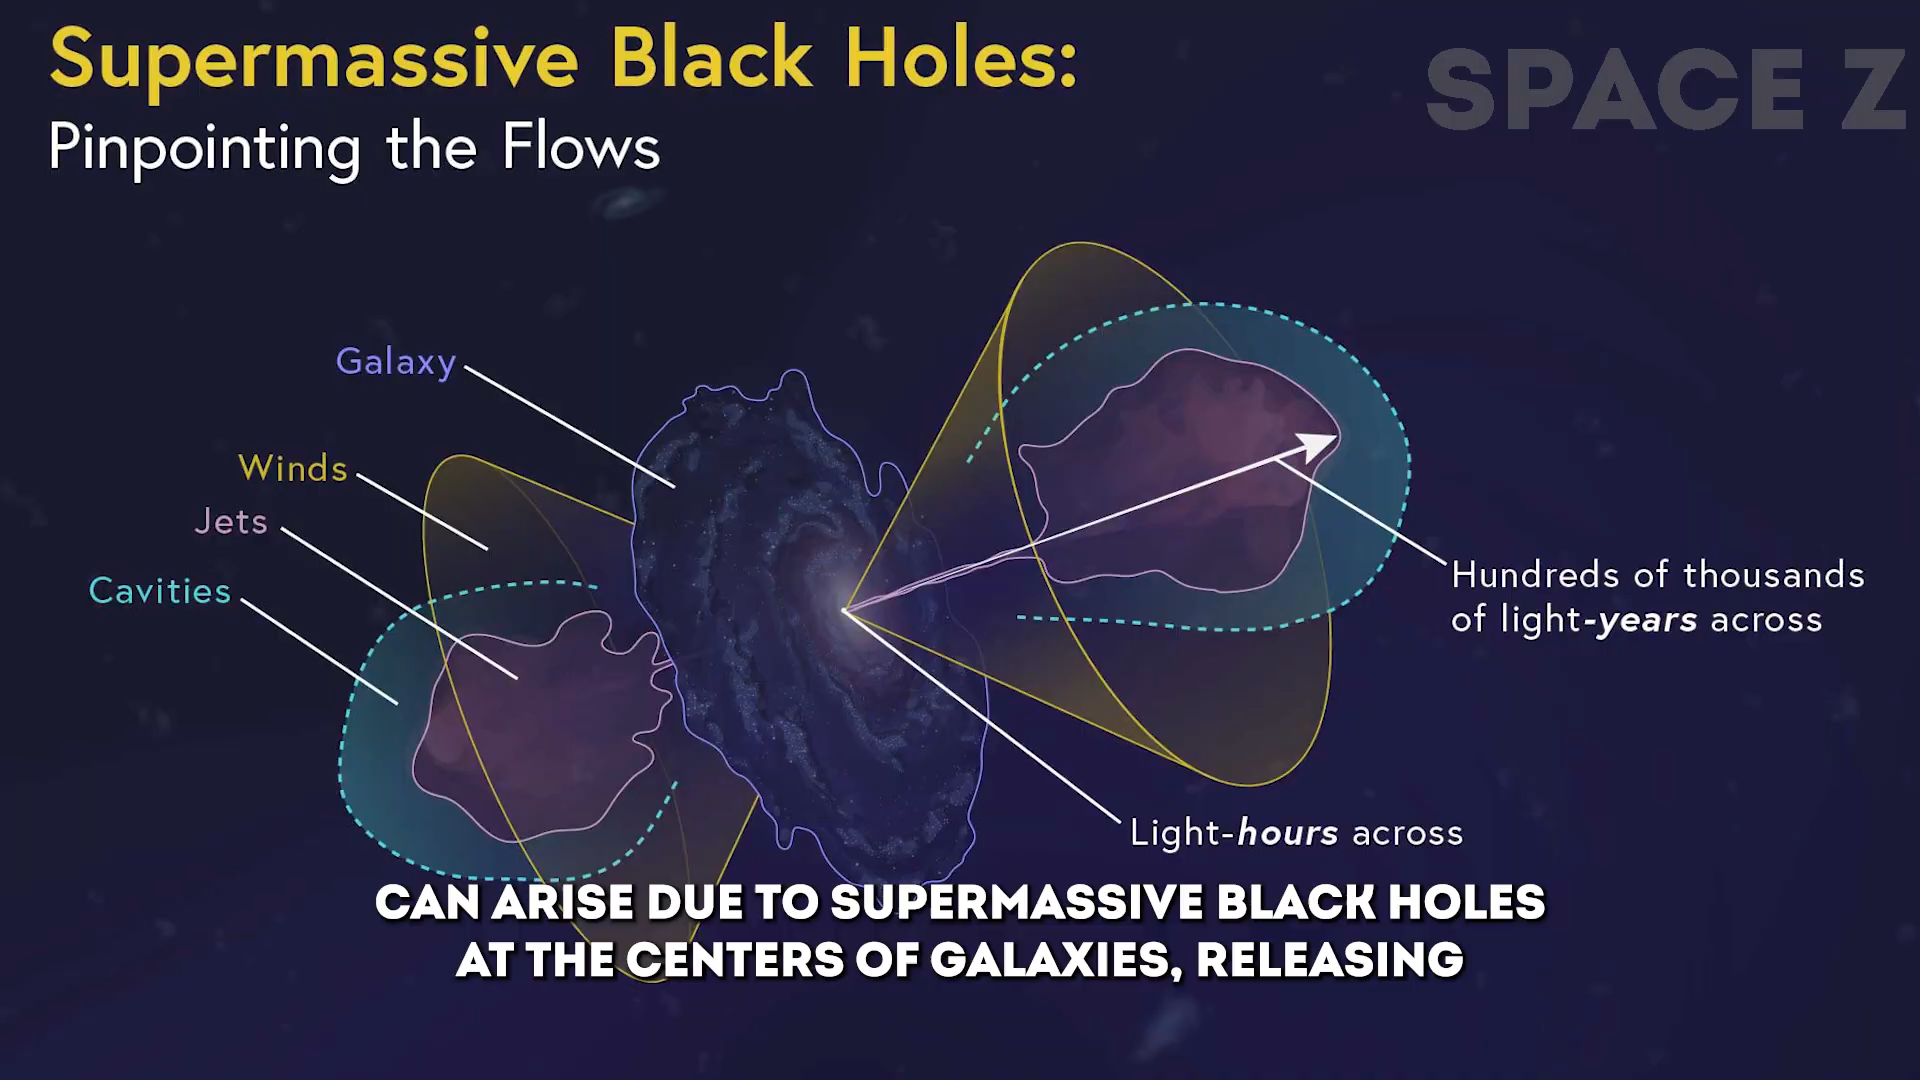 Supermassive Black Holes:
Pinpointing the Flows
SPACE Z
Galaxy
Winds
Jets
Cavities
Hundreds of thousands
of light-years across
Light-hours across
CAN ARISE DUE TO SUPERMASSIVE BLACK HOLES
AT THE CENTERS OF GALAXIES, RELEASING